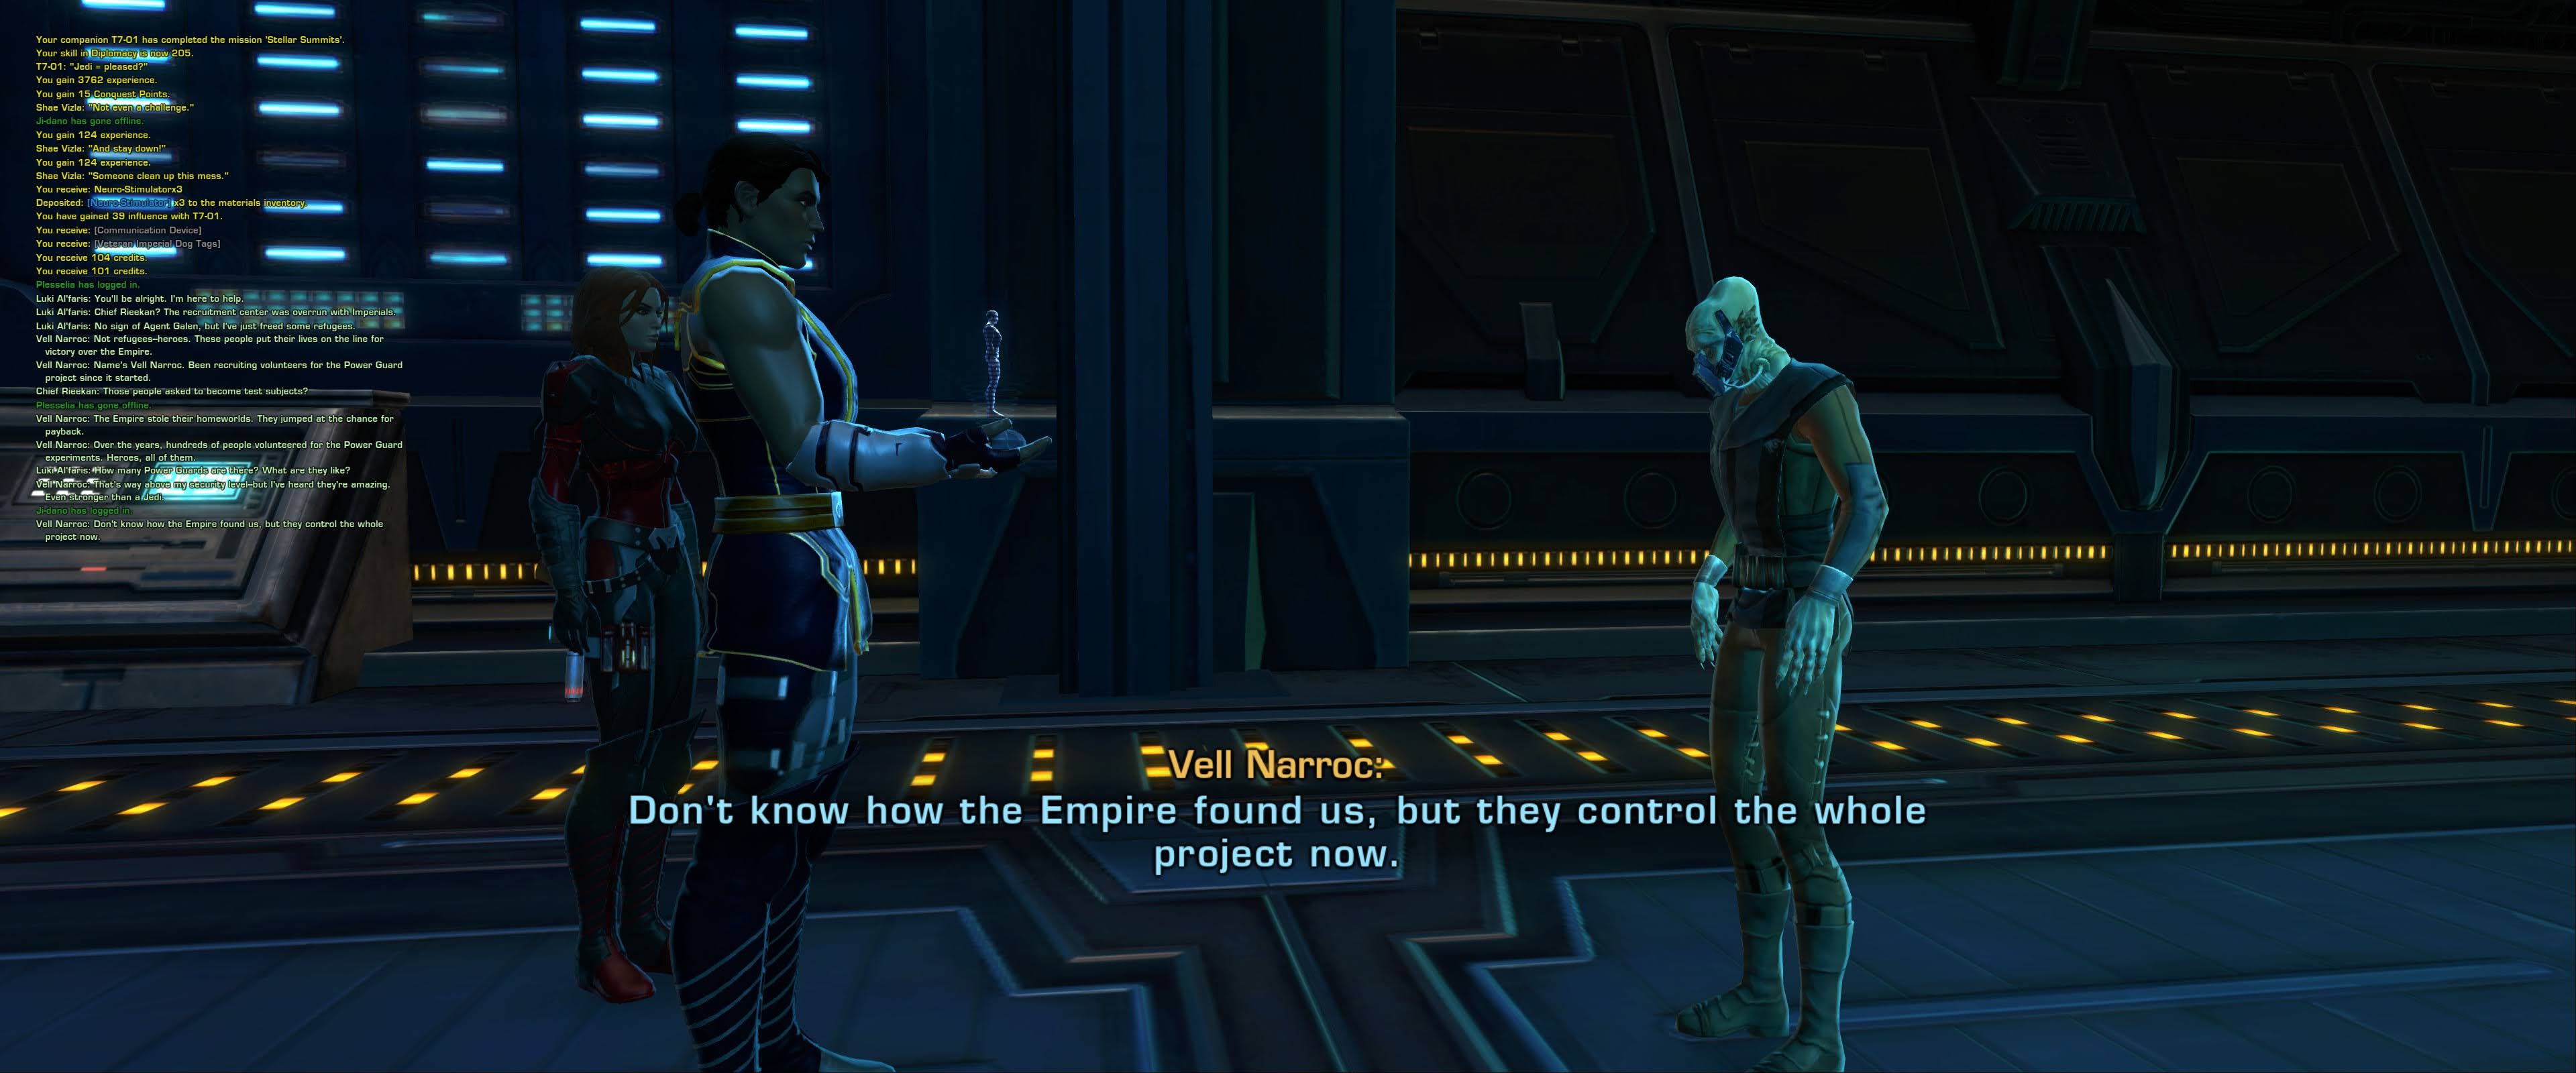 Your companion T7-01 has completed the mission 'Stellar Summits'.
Your skill in Diplomacy is now 205.
T7-01: "Jedi = pleased?"
You gain 3762 experience.
You gain 15 Conquest Points.
Shae Vizla: "Not even a challenge."
Ji-dano has gone offline.
You gain 124 experience.
Shae Vizla: "And stay down!"
You gain 124 experience.
Shae Vizla: "Someone clean up this mess."
You receive: Neuro-Stimulatorx3
Deposited: [Neuro-Stimulator] x3 to the materials inventory
You have gained 39 influence with T7-01.
You receive: [Communication Device]
You receive: [Veteran Imperial Dog Tags]
You receive 104 credits.
You receive 101 credits.
Plesselia has logged in.
Luki Al'faris: You'll be alright. I'm here to help.
Luki Al'faris: Chief Rieekan? The recruitment center was overrun with Imperials.
Luki Al'faris: No sign of Agent Galen, but I've just freed some refugees.
Vell Narroc: Not refugees–heroes. These people put their lives on the line for
victory over the Empire.
Vell Narroc: Name's Vell Narroc. Been recruiting volunteers for the Power Guard
project since it started.
Chief Rieekan: Those people asked to become test subjects?
Plesselia has gone offline.
Vell Narroc: The Empire stole their homeworlds. They jumped at the chance for
payback.
Vell Narroc: Over the years, hundreds of people volunteered for the Power Guard
experiments. Heroes, all of them.
Luki Al'faris: How many Power Guards are there? What are they like?
Vell Narroc: That's way above my security level–but I've heard they're amazing.
Even stronger than a Jedi.
Ji-dano has logged in.
Vell Narroc: Don't know how the Empire found us, but they control the whole
project now.
Vell Narroc:
Don't know how the Empire found us, but they control the whole
project now.